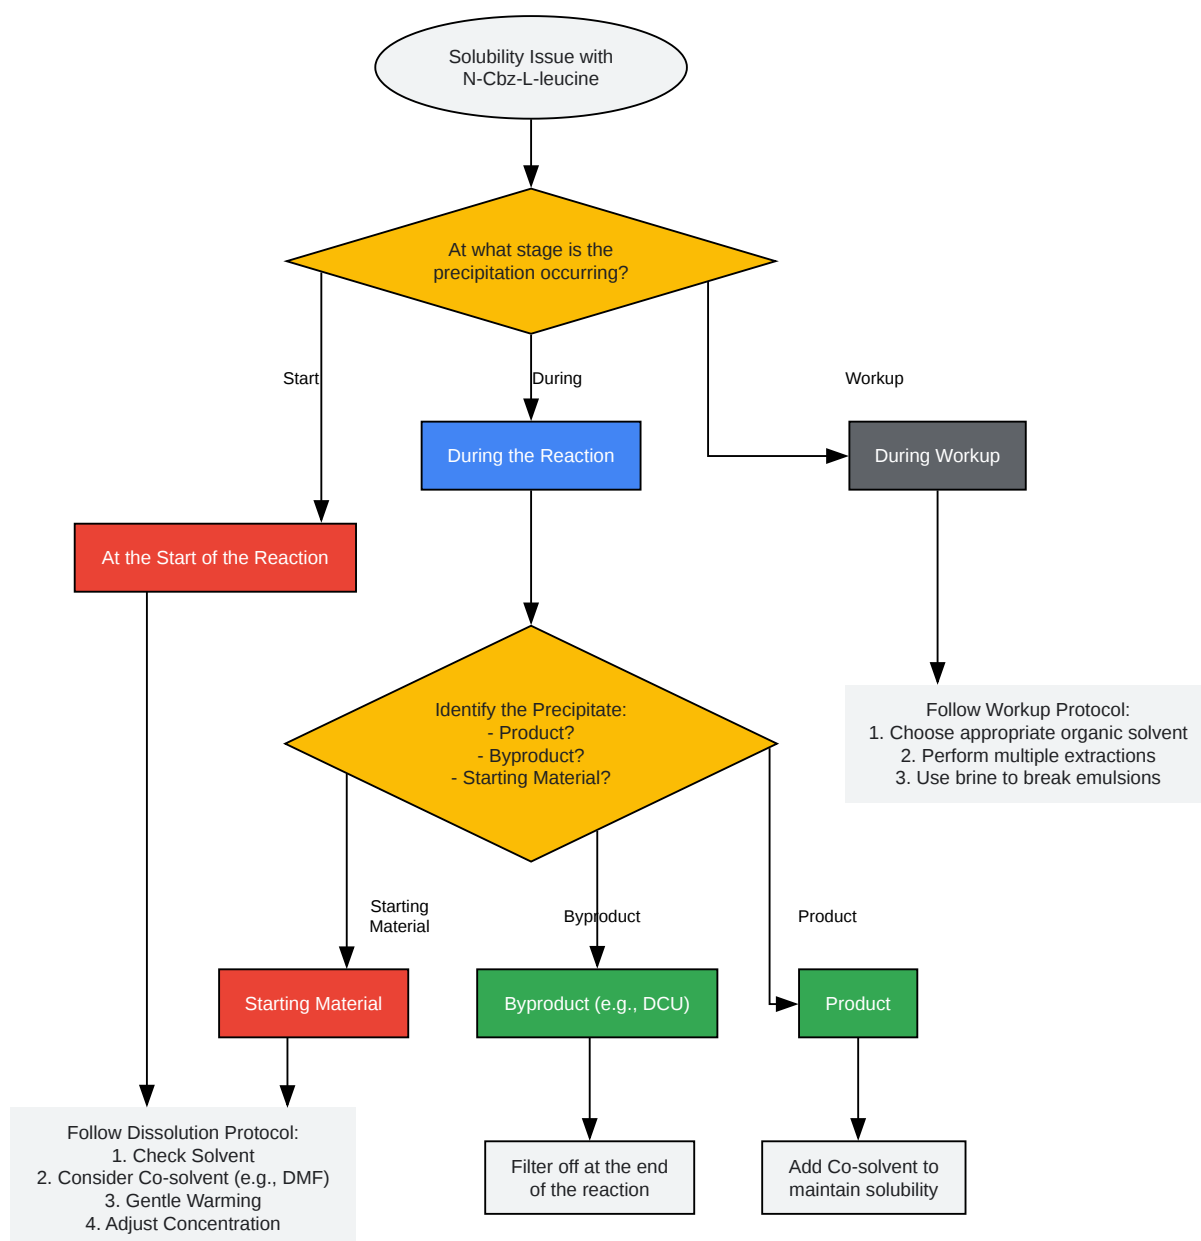 Solubility Issue with
N-Cbz-L-leucine
At what stage is the
precipitation occurring?
Start
During
Workup
During the Reaction
During Workup
At the Start of the Reaction
Identify the Precipitate:
- Product?
- Byproduct?
- Starting Material?
Follow Workup Protocol:
1. Choose appropriate organic solvent
2. Perform multiple extractions
3. Use brine to break emulsions
Starting
Material
Byproduct
Product
Starting Material
Byproduct (e.g., DCU)
Product
Follow Dissolution Protocol:
1. Check Solvent
2. Consider Co-solvent (e.g., DMF)
3. Gentle Warming
4. Adjust Concentration
Filter off at the end
of the reaction
Add Co-solvent to
maintain solubility